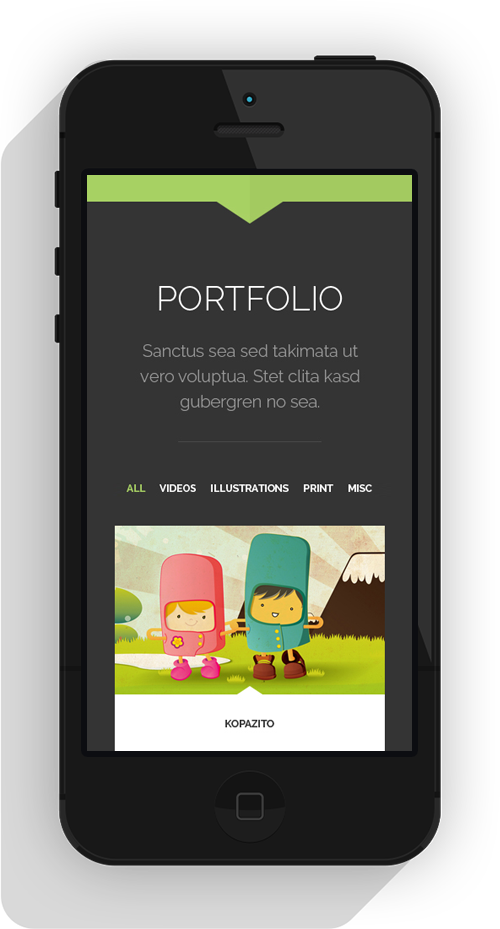 PORTFOLIO
Sanctus sea sed takimata ut
vero voluptua. Stet clita kasd
gubergren no sea.
ALL VIDEOS ILLUSTRATIONS PRINT MISC
KOPAZITO